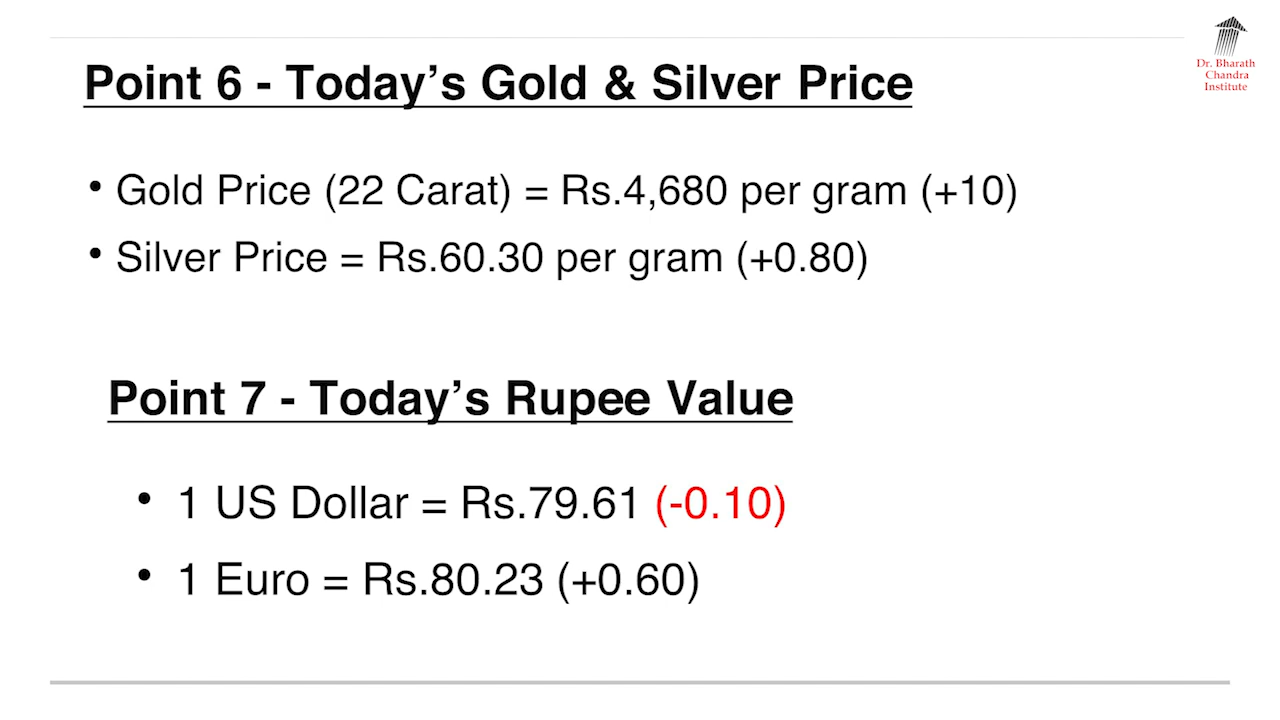 Dr. Bharath
Chandra
Institute
Point 6 - Today’s Gold & Silver Price
• Gold Price (22 Carat) = Rs.4,680 per gram (+10)
• Silver Price = Rs.60.30 per gram (+0.80)
Point 7 - Today’s Rupee Value
• 1 US Dollar = Rs.79.61 (-0.10)
• 1 Euro = Rs.80.23 (+0.60)